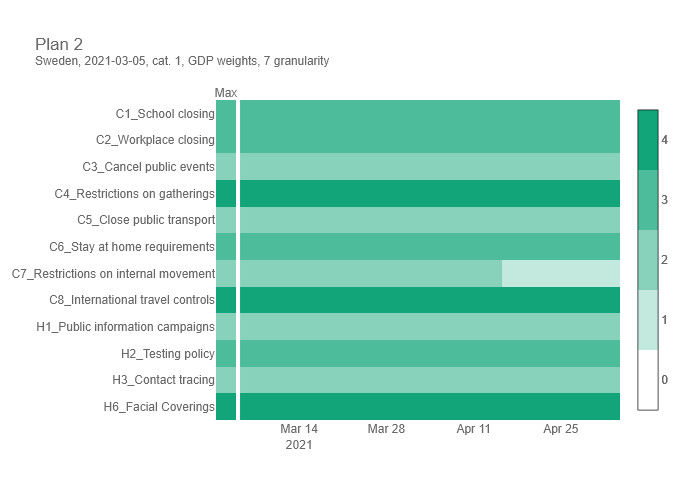 Plan 2
Sweden, 2021-03-05, cat. 1, GDP weights, 7 granularity
Max
C1_School closing
C2_Workplace closing
C3_Cancel public events
C4_Restrictions on gatherings
C5_Close public transport
C6_Stay at home requirements
C7_Restrictions on internal movement
C8_International travel controls
H1_Public information campaigns
H2_Testing policy
H3_Contact tracing
H6_Facial Coverings
Mar 14
2021
Mar 28
Apr 11
Apr 25
4
3
2
1
0